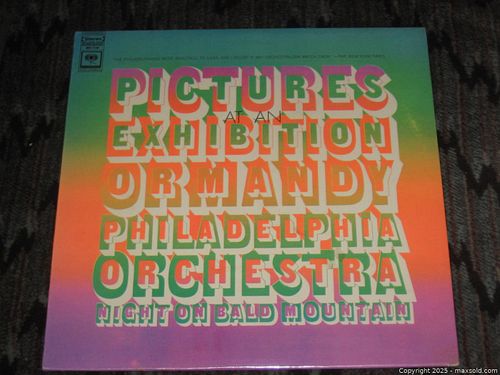 PICTURES
AT AN
EXHIBITION
ORMANDY
PHILADELPHIA
ORCHESTRA
NIGHT ON BALD MOUNTAIN
Copyright 2025 - maxsold.com